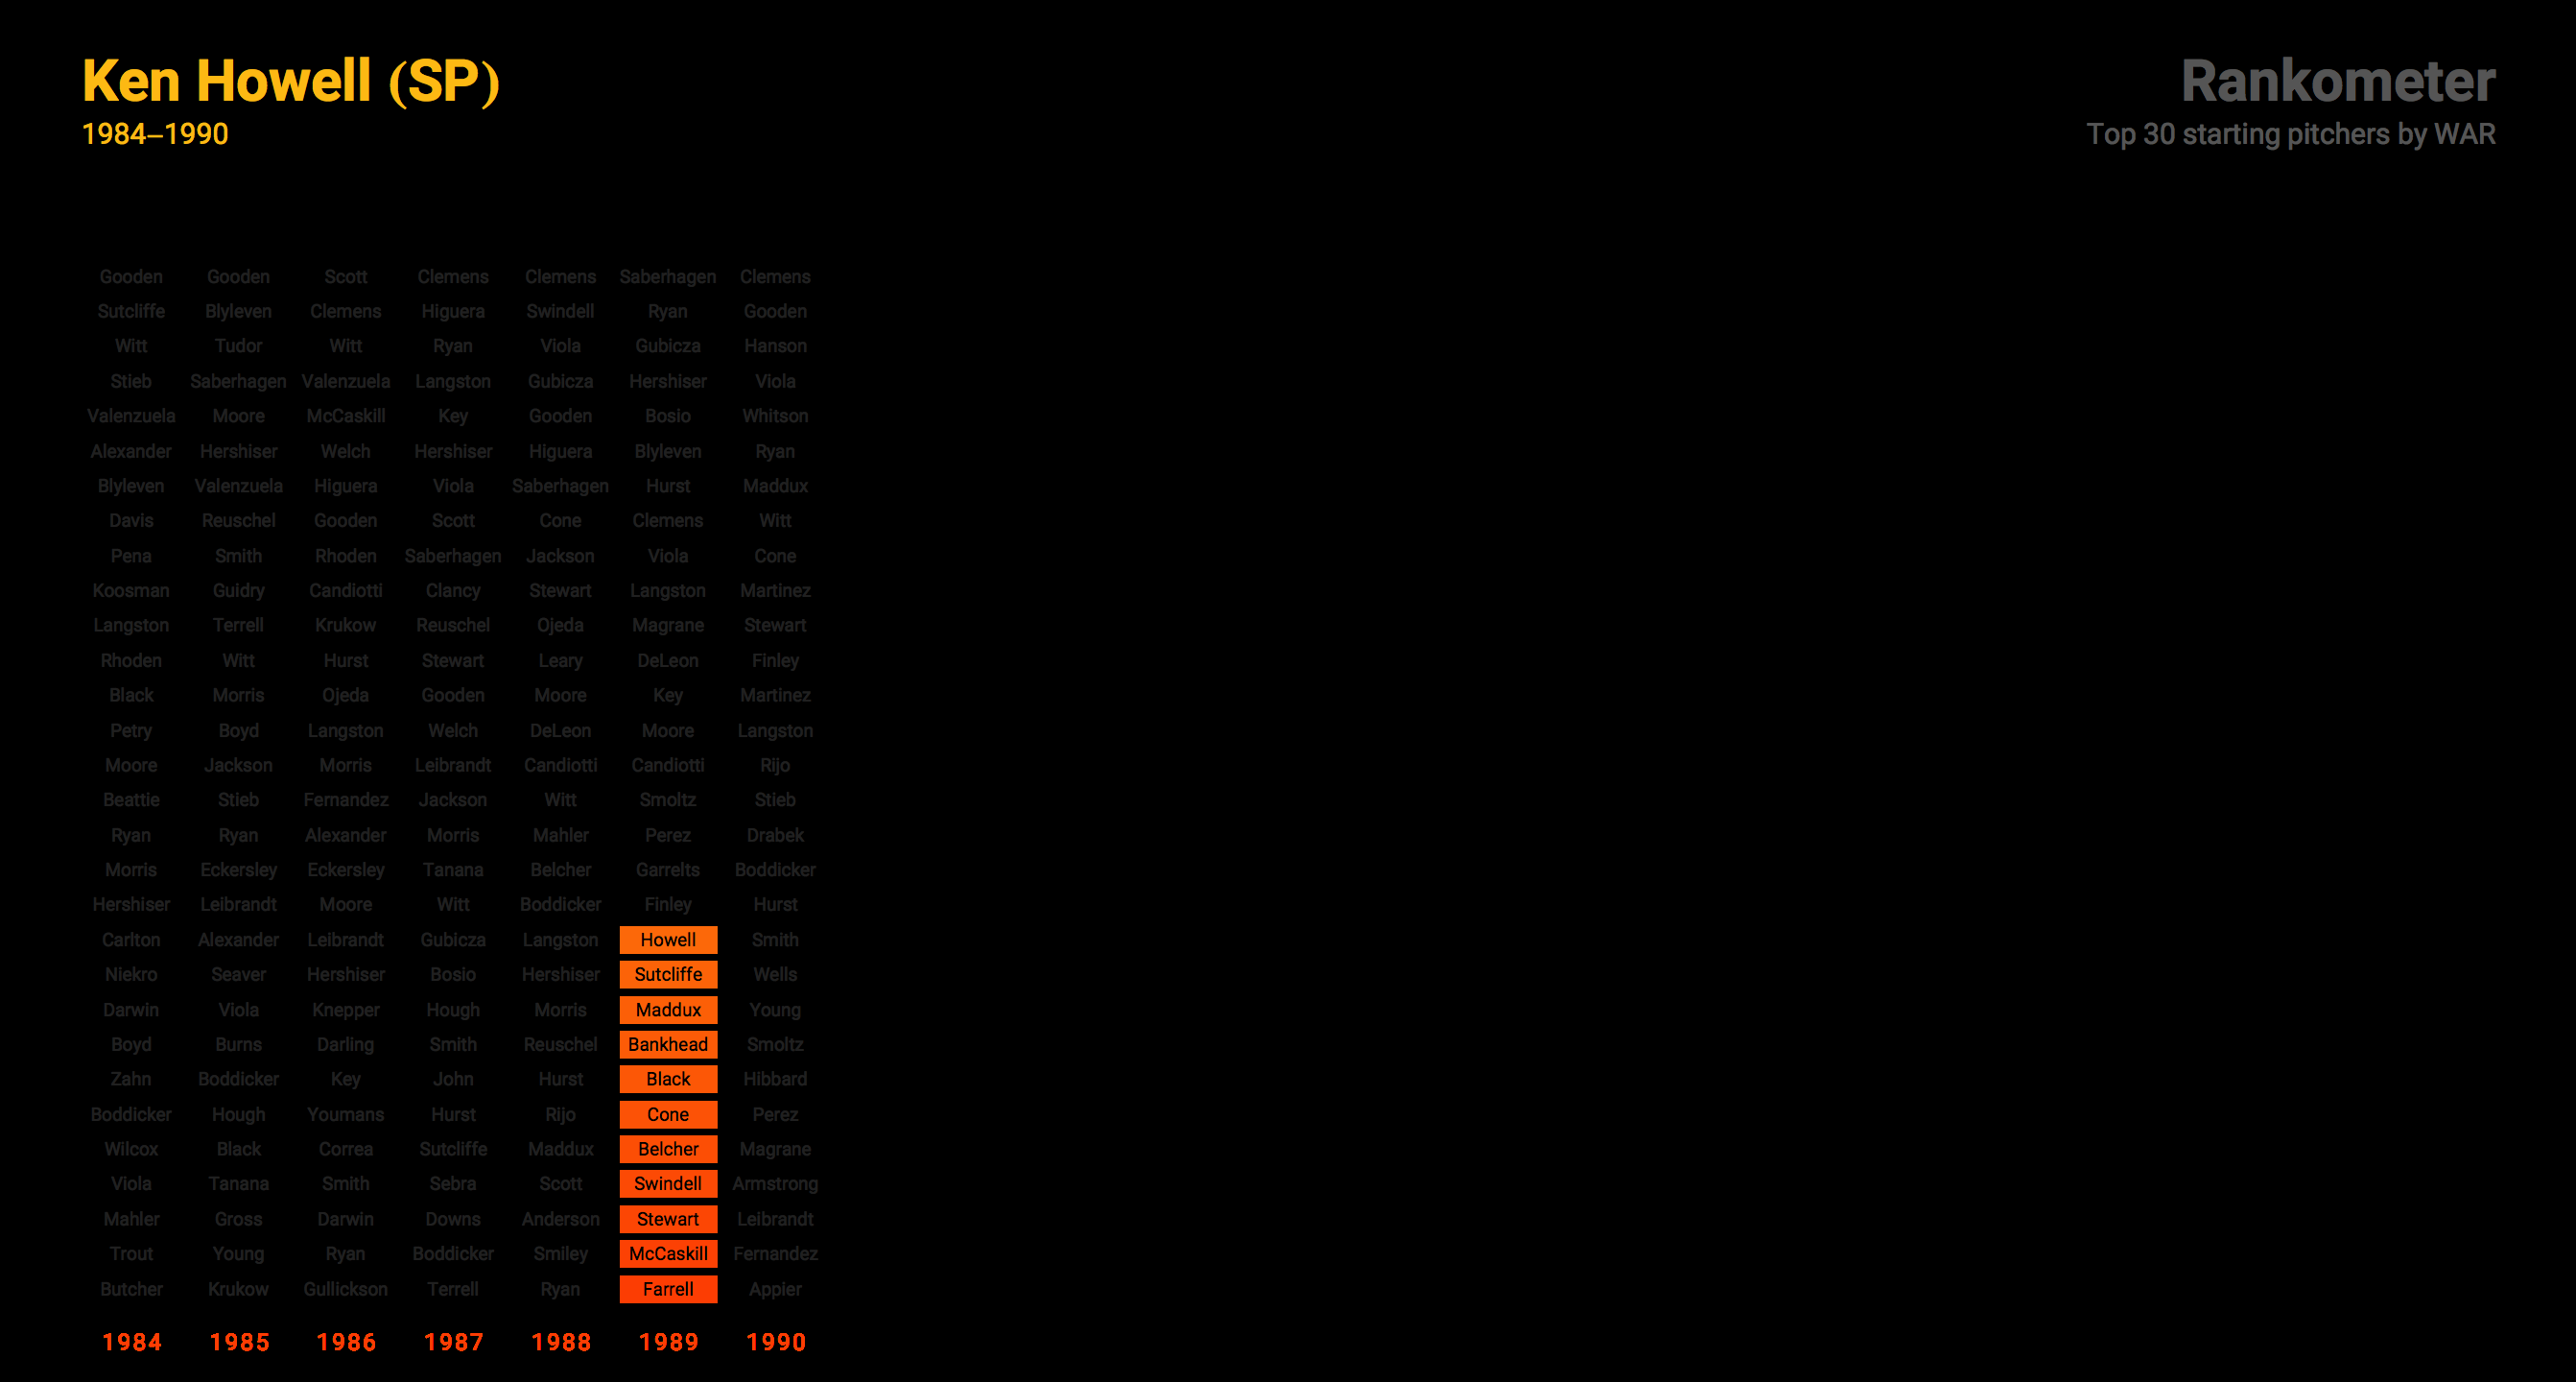 Ken Howell (SP)
1984–1990
Rankometer
Top 30 starting pitchers by WAR
Gooden Gooden Scott Clemens Clemens Saberhagen Clemens
Sutcliffe Blyleven Clemens Higuera Swindell Ryan Gooden
Witt Tudor Witt Ryan Viola Gubicza Hanson
Stieb Saberhagen Valenzuela Langston Gubicza Hershiser Viola
Valenzuela Moore McCaskill Key Gooden Bosio Whitson
Alexander Hershiser Welch Hershiser Higuera Blyleven Ryan
Blyleven Valenzuela Higuera Viola Saberhagen Hurst Maddux
Davis Reuschel Gooden Scott Cone Clemens Witt
Pena Smith Rhoden Saberhagen Jackson Viola Cone
Koosman Guidry Candiotti Clancy Stewart Langston Martinez
Langston Terrell Krukow Reuschel Ojeda Magrane Stewart
Rhoden Witt Hurst Stewart Leary DeLeon Finley
Black Morris Ojeda Gooden Moore Key Martinez
Petry Boyd Langston Welch DeLeon Moore Langston
Moore Jackson Morris Leibrandt Candiotti Candiotti Rijo
Beattie Stieb Fernandez Jackson Witt Smoltz Stieb
Ryan Ryan Alexander Morris Mahler Perez Drabek
Morris Eckersley Eckersley Tanana Belcher Garrelts Boddicker
Hershiser Leibrandt Moore Witt Boddicker Finley Hurst
Carlton Alexander Leibrandt Gubicza Langston Howell Smith
Niekro Seaver Hershiser Bosio Hershiser Sutcliffe Wells
Darwin Viola Knepper Hough Morris Maddux Young
Boyd Burns Darling Smith Reuschel Bankhead Smoltz
Zahn Boddicker Key John Hurst Black Hibbard
Boddicker Hough Youmans Hurst Rijo Cone Perez
Wilcox Black Correa Sutcliffe Maddux Belcher Magrane
Viola Tanana Smith Sebra Scott Swindell Armstrong
Mahler Gross Darwin Downs Anderson Stewart Leibrandt
Trout Young Ryan Boddicker Smiley McCaskill Fernandez
Butcher Krukow Gullickson Terrell Ryan Farrell Appier
1984 1985 1986 1987 1988 1989 1990